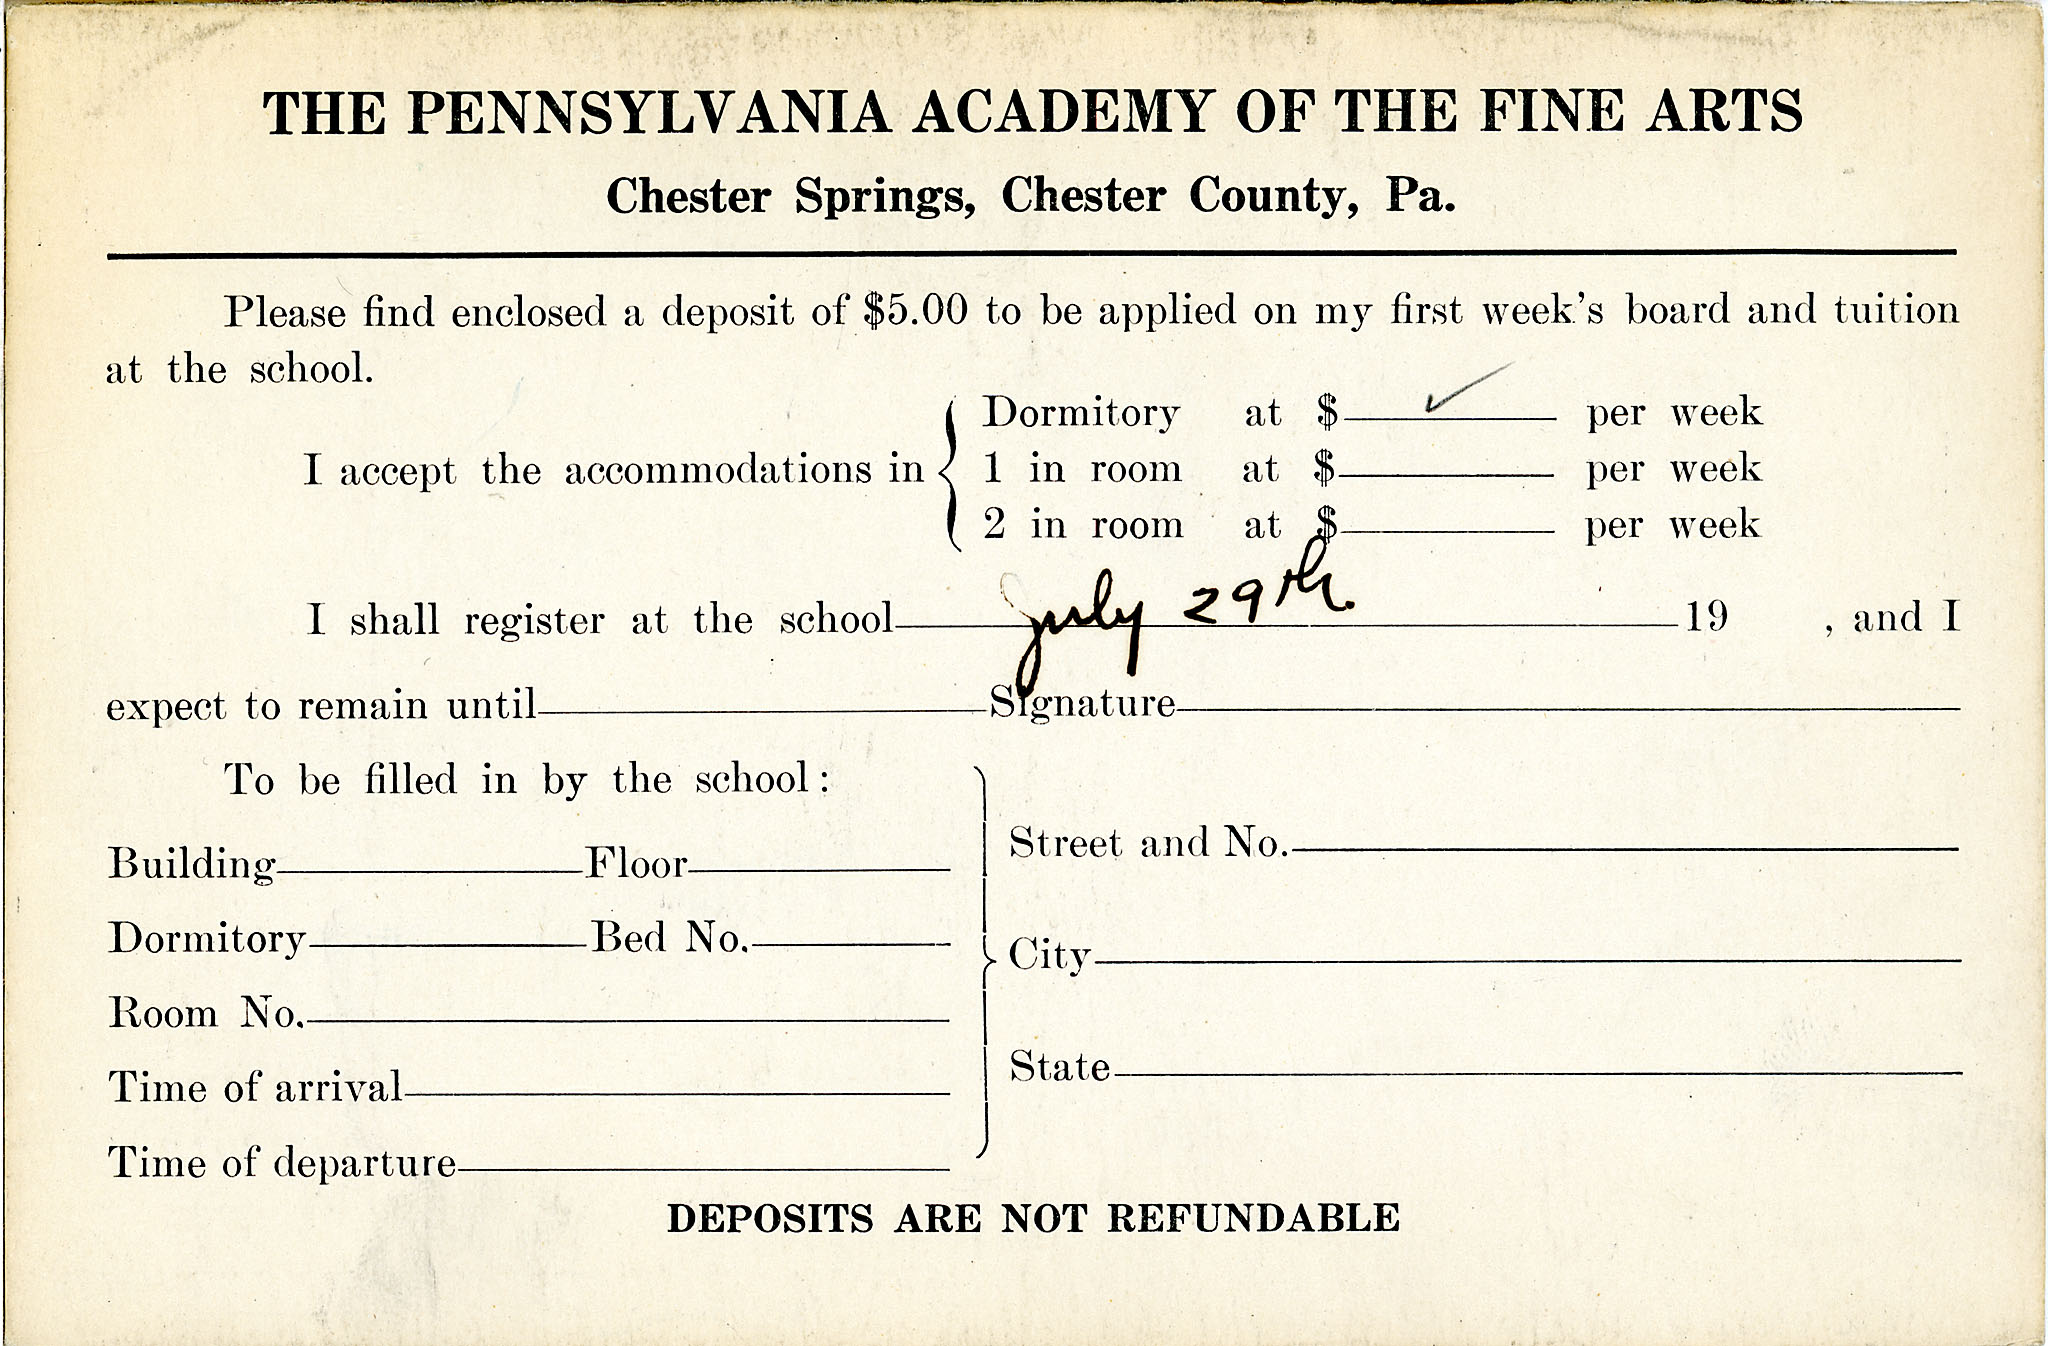 THE PENNSYLVANIA ACADEMY OF THE FINE ARTS
Chester Springs, Chester County, Pa.
Please find enclosed a deposit of $5.00 to be applied on my first week's board and tuition
at the school.
Dormitory at $ ✓ per week
I accept the accommodations in { 1 in room at $ per week
2 in room at $ per week
I shall register at the school July 29th. 19 , and I
expect to remain until Signature
To be filled in by the school:
Building Floor
Dormitory Bed No.
Room No.
Time of arrival
Time of departure
Street and No.
City
State
DEPOSITS ARE NOT REFUNDABLE